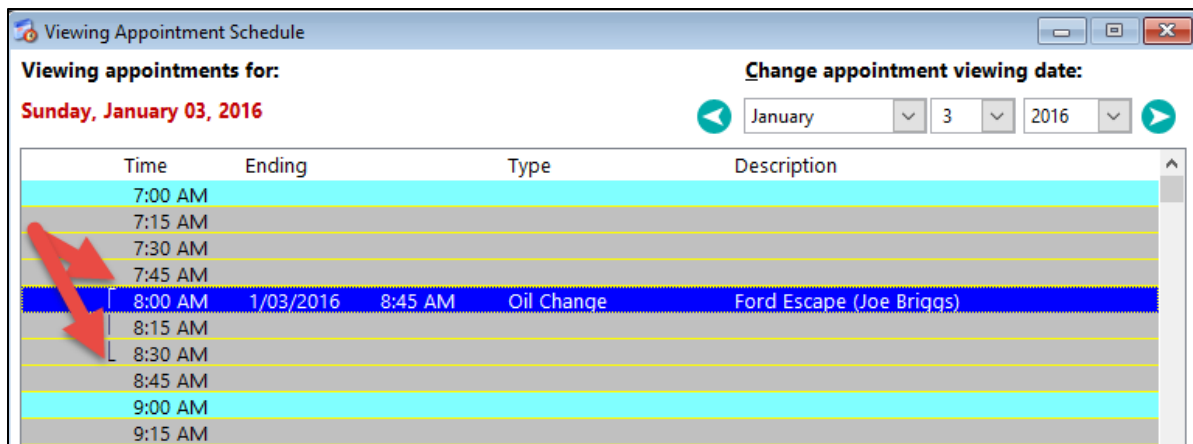 Viewing Appointment Schedule
Viewing appointments for: Change appointment viewing date:
Sunday, January 03, 2016 January 3 2016
Time Ending Type Description
7:00 AM
7:15 AM
7:30 AM
7:45 AM
8:00 AM 1/03/2016 8:45 AM Oil Change Ford Escape (Joe Briggs)
8:15 AM
8:30 AM
8:45 AM
9:00 AM
9:15 AM